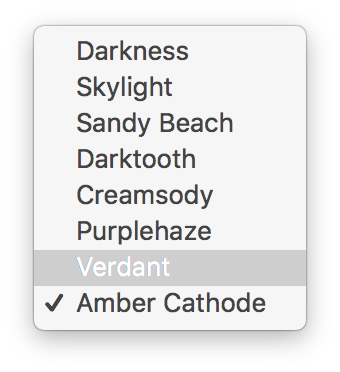 Darkness
Skylight
Sandy Beach
Darktooth
Creamsody
Purplehaze
Verdant
✓ Amber Cathode